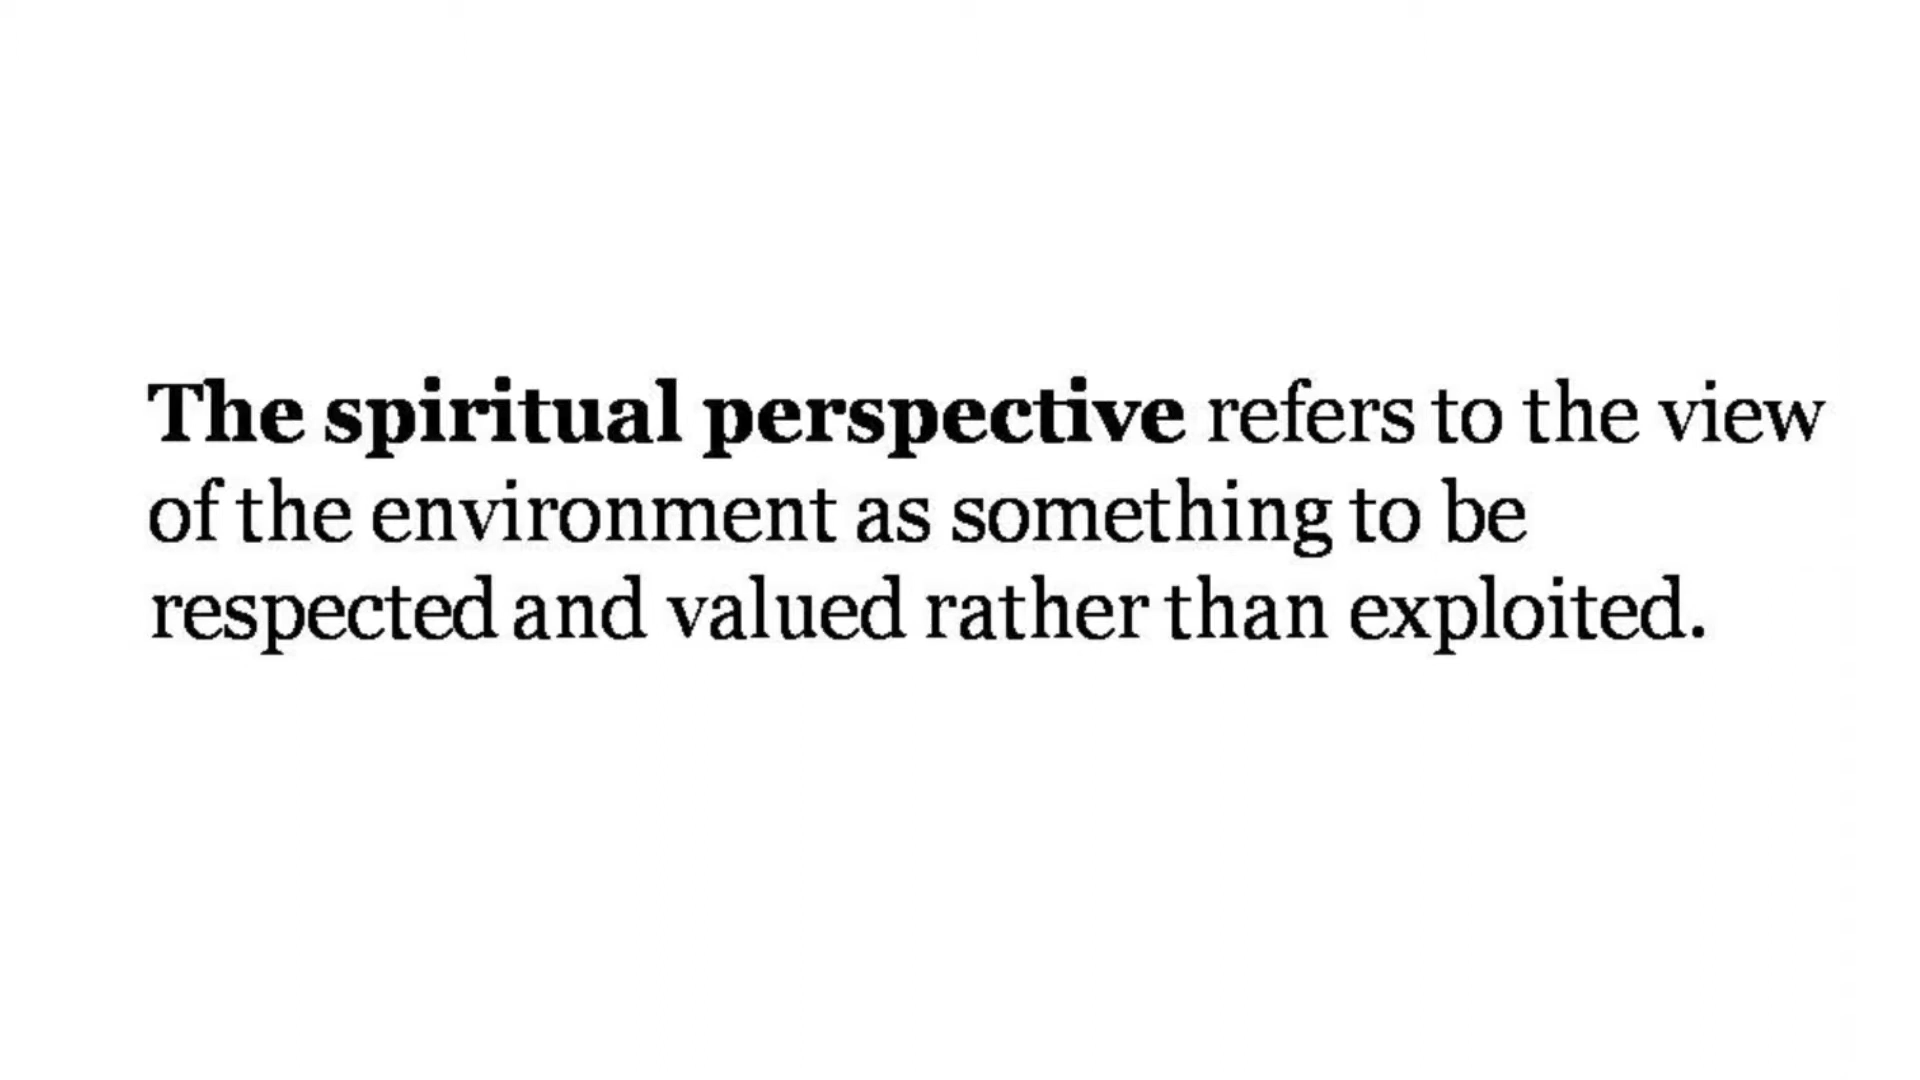 The spiritual perspective refers to the view
of the environment as something to be
respected and valued rather than exploited.